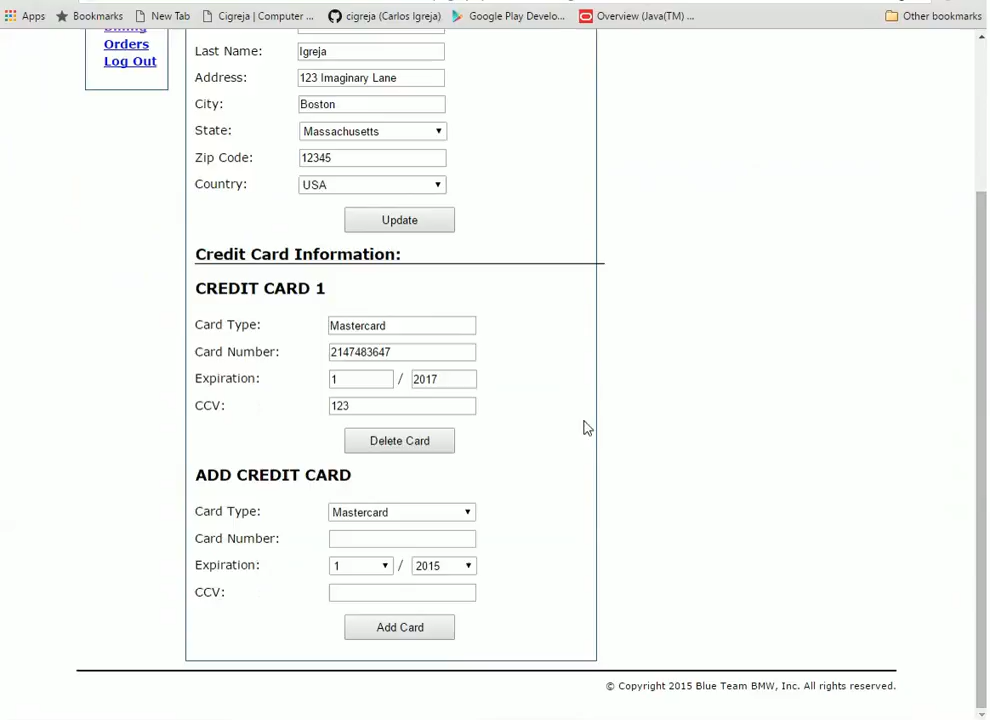 Apps Bookmarks New Tab Cigreja | Computer ... cigreja (Carlos Igreja) Google Play Develo... Overview (Java(TM) ... Other bookmarks
Orders
Log Out
Last Name: Igreja
Address: 123 Imaginary Lane
City: Boston
State: Massachusetts
Zip Code: 12345
Country: USA
Update
Credit Card Information:
CREDIT CARD 1
Card Type: Mastercard
Card Number: 2147483647
Expiration: 1 / 2017
CCV: 123
Delete Card
ADD CREDIT CARD
Card Type: Mastercard
Card Number:
Expiration: 1 / 2015
CCV:
Add Card
© Copyright 2015 Blue Team BMW, Inc. All rights reserved.